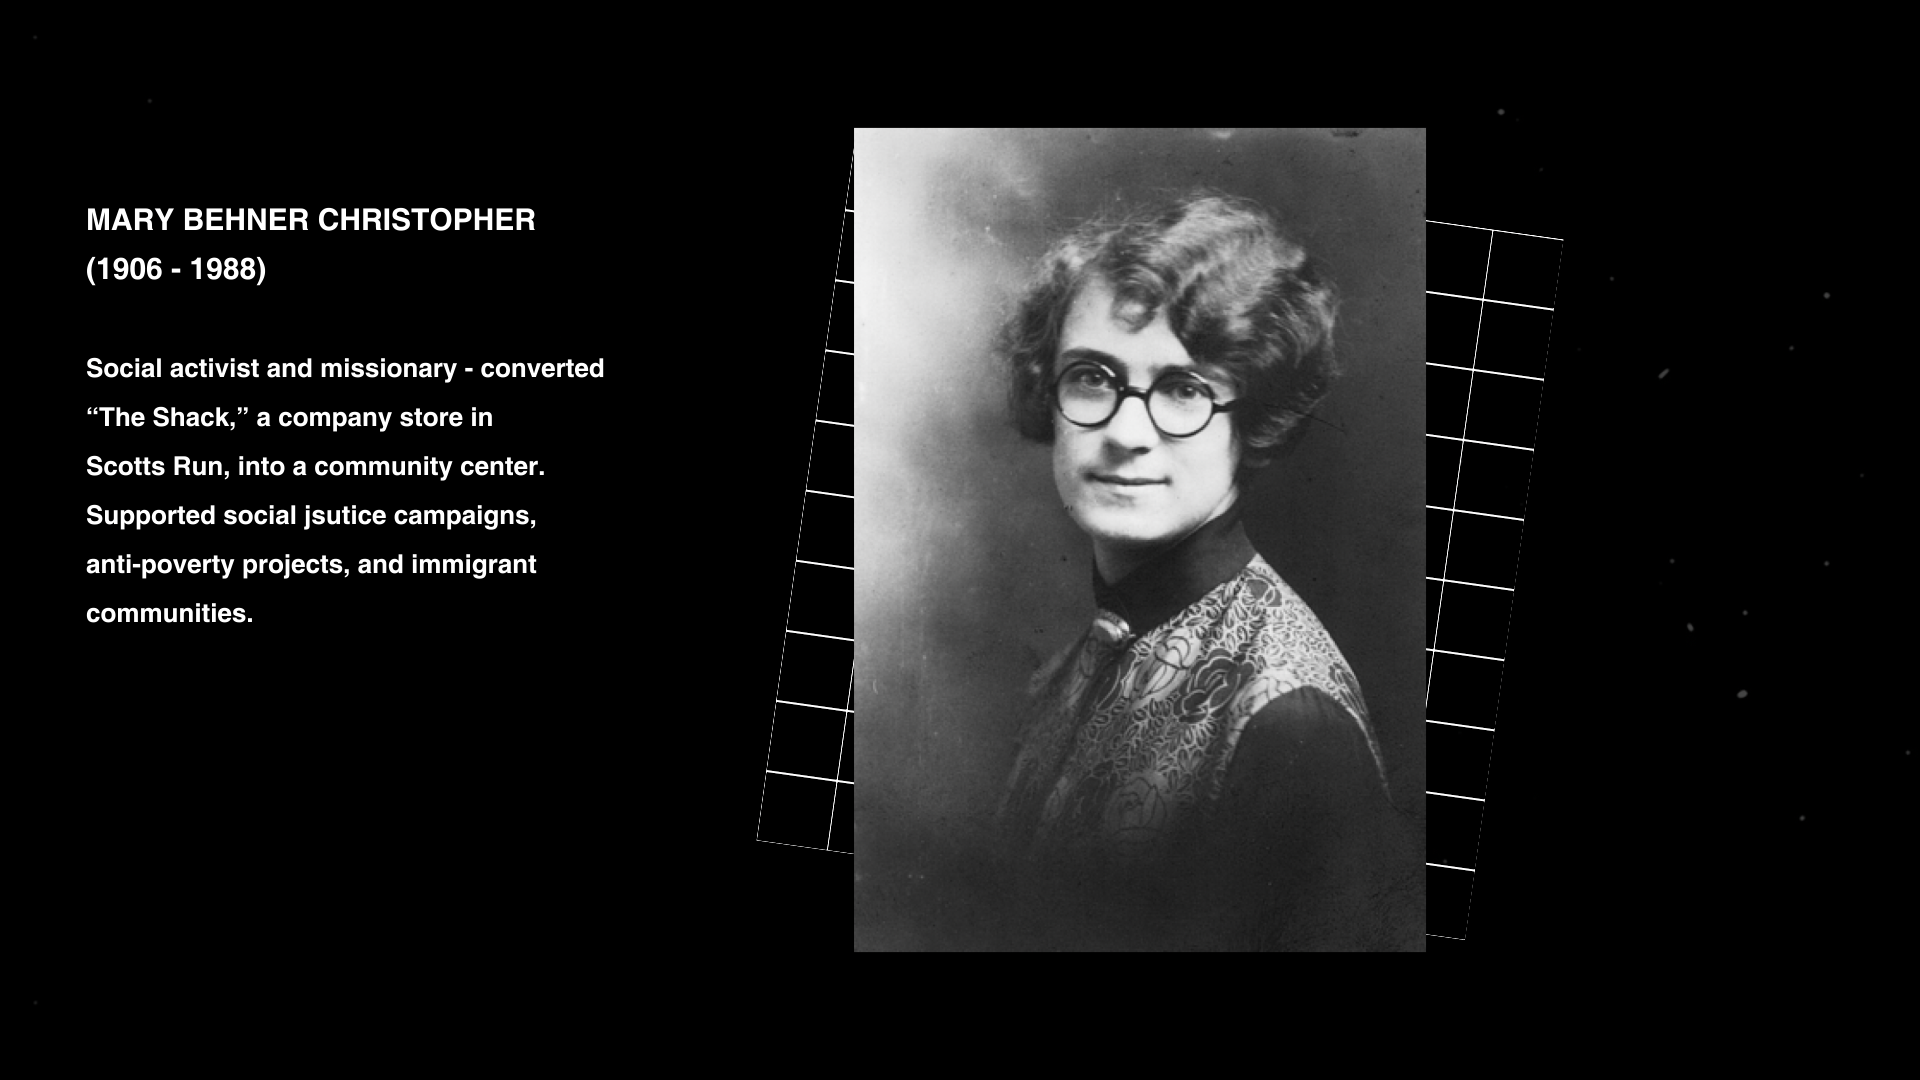 MARY BEHNER CHRISTOPHER
(1906 - 1988)
Social activist and missionary - converted
“The Shack,” a company store in
Scotts Run, into a community center.
Supported social jsutice campaigns,
anti-poverty projects, and immigrant
communities.